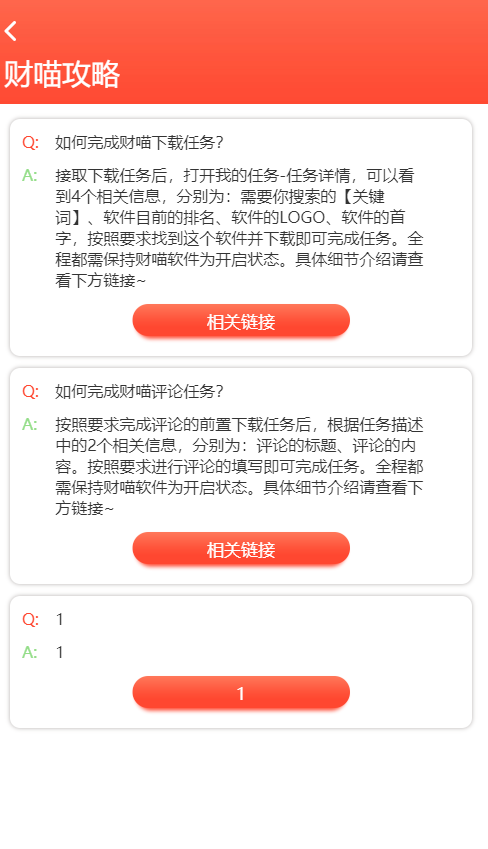 财喵攻略
Q: 如何完成财喵下载任务?
A: 接取下载任务后，打开我的任务-任务详情，可以看
到4个相关信息，分别为：需要你搜索的【关键
词】、软件目前的排名、软件的LOGO、软件的首
字，按照要求找到这个软件并下载即可完成任务。全
程都需保持财喵软件为开启状态。具体细节介绍请查
看下方链接~
相关链接
Q: 如何完成财喵评论任务?
A: 按照要求完成评论的前置下载任务后，根据任务描述
中的2个相关信息，分别为：评论的标题、评论的内
容。按照要求进行评论的填写即可完成任务。全程都
需保持财喵软件为开启状态。具体细节介绍请查看下
方链接~
相关链接
Q: 1
A: 1
1